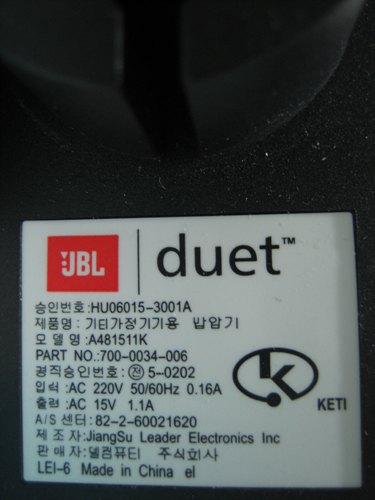 JBL duet™
승인번호:HU06015-3001A
제품명 : 기타가정기기용 밥압기
모 델 명 :A481511K
PART NO.:700-0034-006
경직승인번호: 전 5-0202
입력 :AC 220V 50/60Hz 0.16A
출력 :AC 15V 1.1A
A/S 센터: 82-2-60021620
제 조 자:JiangSu Leader Electronics Inc
판 매 자:델컴퓨터 주식회사
LEI-6 Made in China el
K
KETI